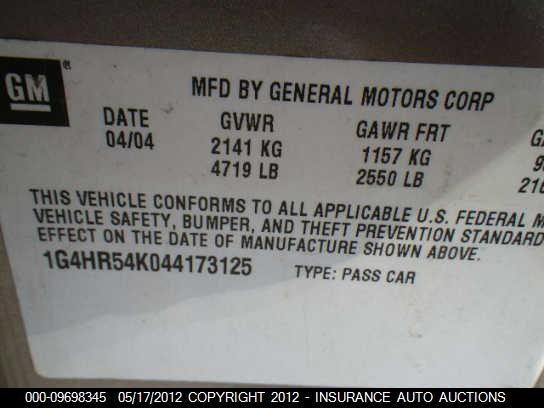 GM ®
MFD BY GENERAL MOTORS CORP
DATE GVWR GAWR FRT
04/04 2141 KG 1157 KG
4719 LB 2550 LB
THIS VEHICLE CONFORMS TO ALL APPLICABLE U.S. FEDERAL
VEHICLE SAFETY, BUMPER, AND THEFT PREVENTION STANDARD
EFFECT ON THE DATE OF MANUFACTURE SHOWN ABOVE.
1G4HR54K044173125 TYPE: PASS CAR
000-09698345 05/17/2012 COPYRIGHT 2012 - INSURANCE AUTO AUCTIONS